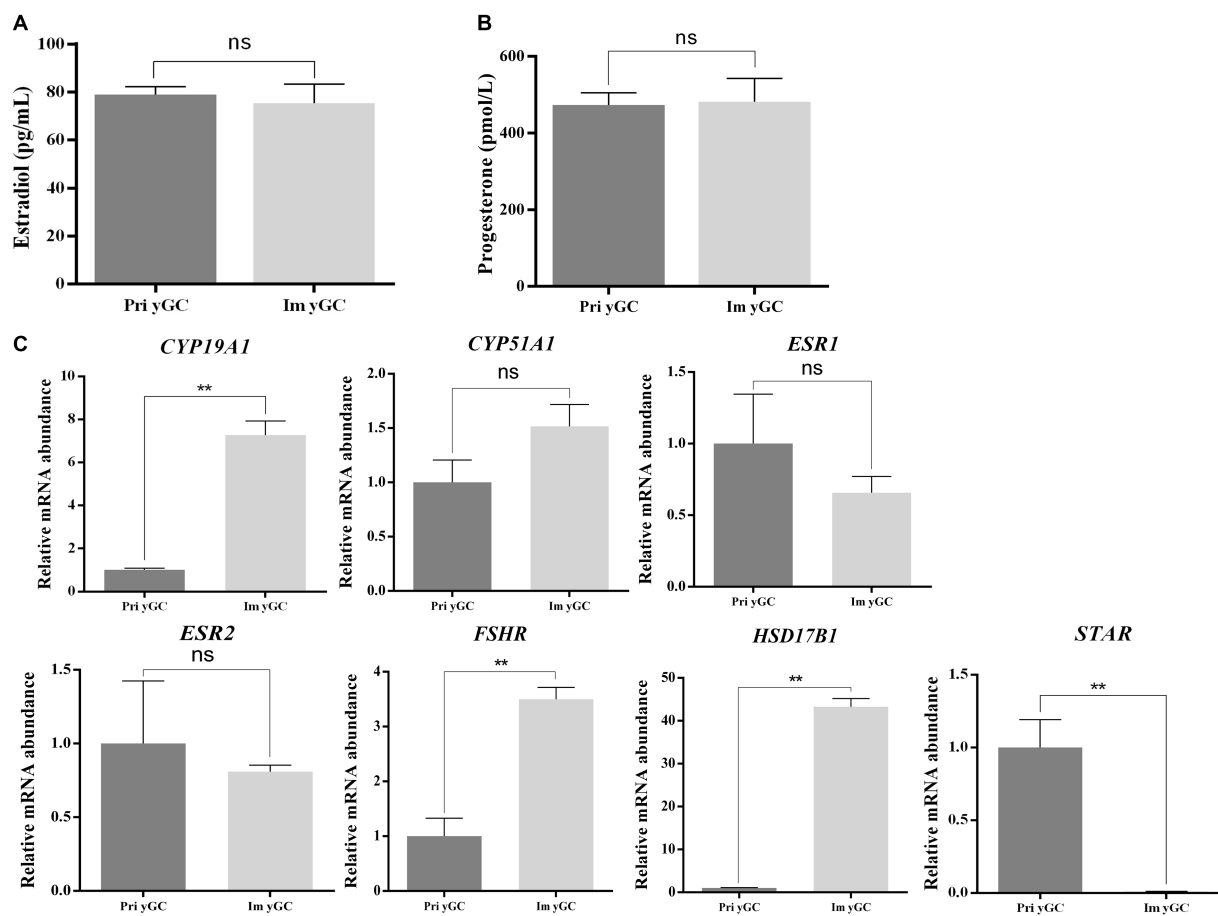 A
Estradiol (pg/mL)
100
80
60
40
20
0
ns
Pri yGC
Im yGC
B
Progesterone (pmol/L)
600
400
200
0
ns
Pri yGC
Im yGC
C
CYP19A1
Relative mRNA abundance
10
8
6
4
2
0
**
Pri yGC
Im yGC
CYP51A1
Relative mRNA abundance
2.0
1.5
1.0
0.5
0.0
ns
Pri yGC
Im yGC
ESR1
Relative mRNA abundance
1.5
1.0
0.5
0.0
ns
Pri yGC
Im yGC
ESR2
Relative mRNA abundance
1.5
1.0
0.5
0.0
ns
Pri yGC
Im yGC
FSHR
Relative mRNA abundance
4
3
2
1
0
**
Pri yGC
Im yGC
HSD17B1
Relative mRNA abundance
50
40
30
20
10
0
**
Pri yGC
Im yGC
STAR
Relative mRNA abundance
1.5
1.0
0.5
0.0
**
Pri yGC
Im yGC